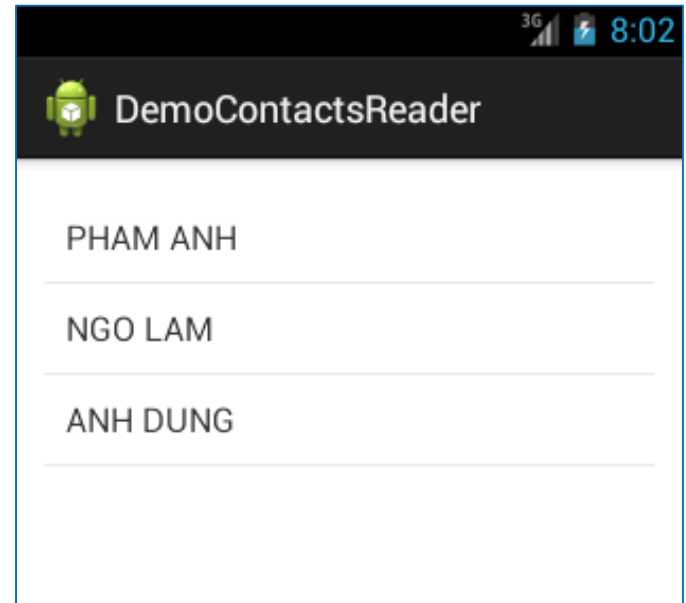 3G 8:02
DemoContactsReader
PHAM ANH
NGO LAM
ANH DUNG